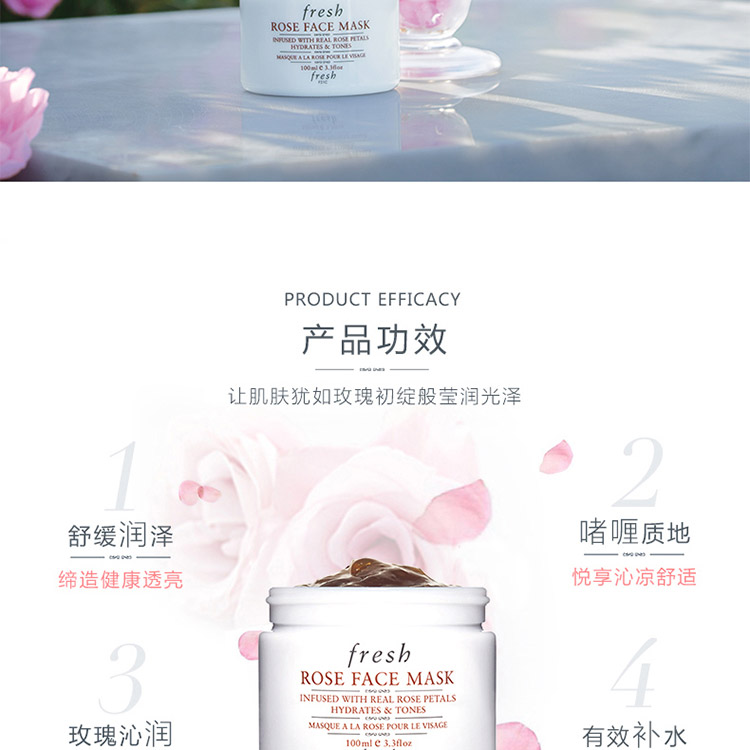 fresh
ROSE FACE MASK
INFUSED WITH REAL ROSE PETALS
HYDRATES & TONES
MASQUE A LA ROSE POUR LE VISAGE
100ml e 3.3floz
fresh
PRODUCT EFFICACY
产品功效
让肌肤犹如玫瑰初绽般莹润光泽
1
舒缓润泽
缔造健康透亮
2
啫喱质地
悦享沁凉舒适
fresh
ROSE FACE MASK
INFUSED WITH REAL ROSE PETALS
HYDRATES & TONES
MASQUE A LA ROSE POUR LE VISAGE
100ml e 3.3floz
3
玫瑰沁润
4
有效补水